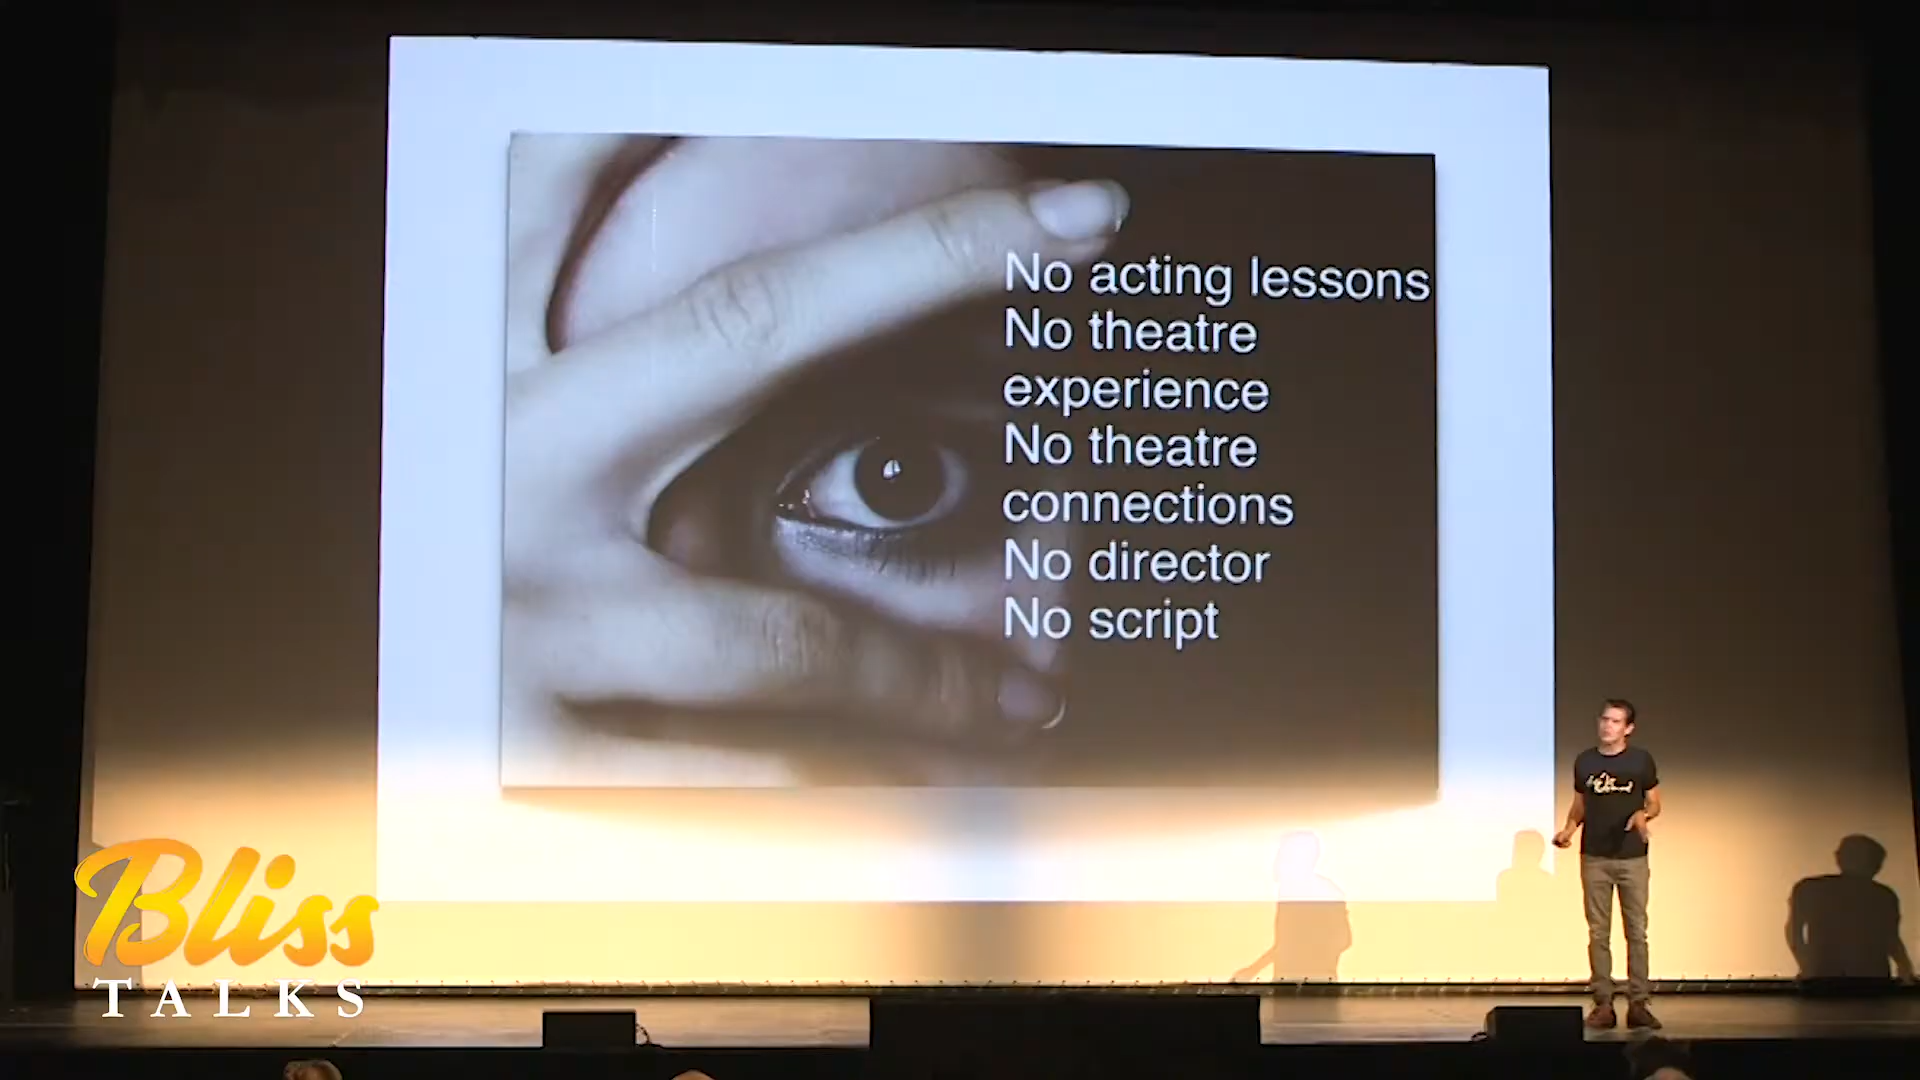 No acting lessons
No theatre
experience
No theatre
connections
No director
No script
Bliss
TALKS